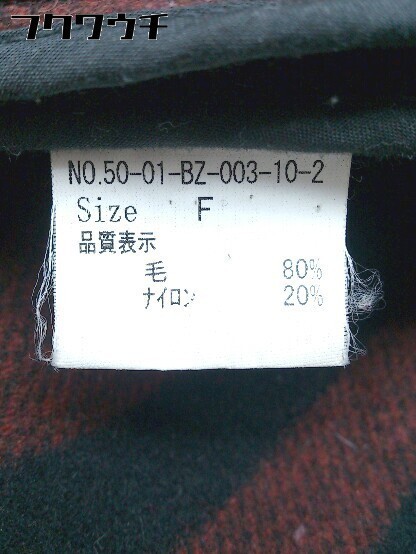 フクウクチ
NO.50-01-BZ-003-10-2
Size F
品質表示
毛 80%
ナイロン 20%